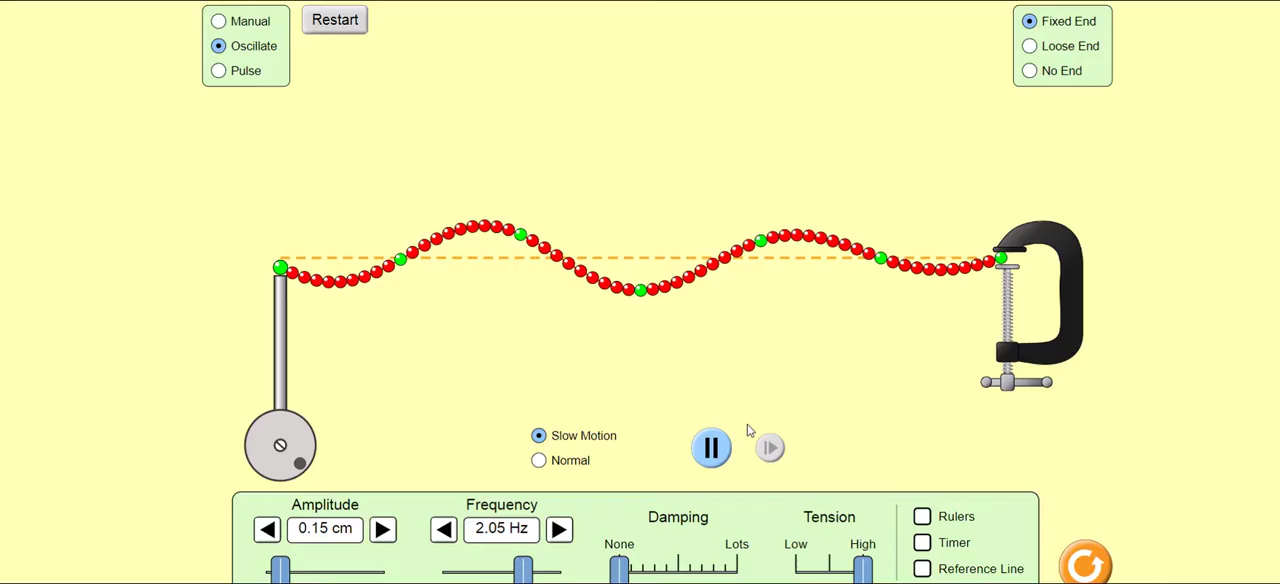 Manual
Oscillate
Pulse
Restart
Fixed End
Loose End
No End
Slow Motion
Normal
Amplitude
0.15 cm
Frequency
2.05 Hz
Damping
None
Lots
Tension
Low
High
Rulers
Timer
Reference Line